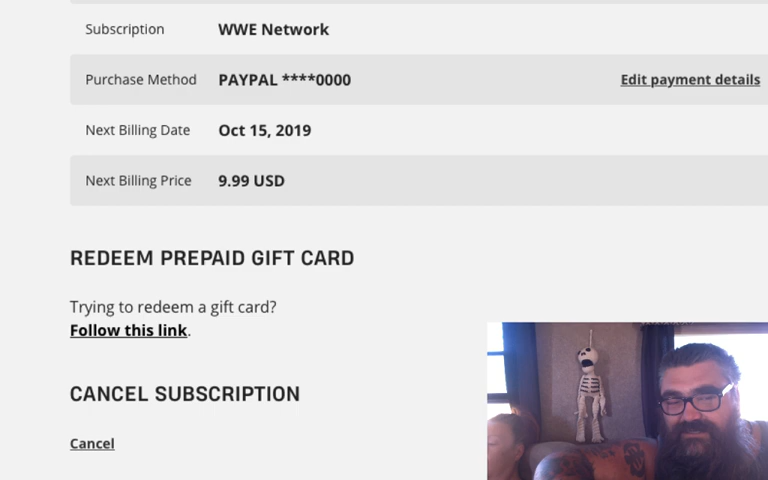 Subscription WWE Network
Purchase Method PAYPAL ****0000 Edit payment details
Next Billing Date Oct 15, 2019
Next Billing Price 9.99 USD
REDEEM PREPAID GIFT CARD
Trying to redeem a gift card?
Follow this link.
CANCEL SUBSCRIPTION
Cancel